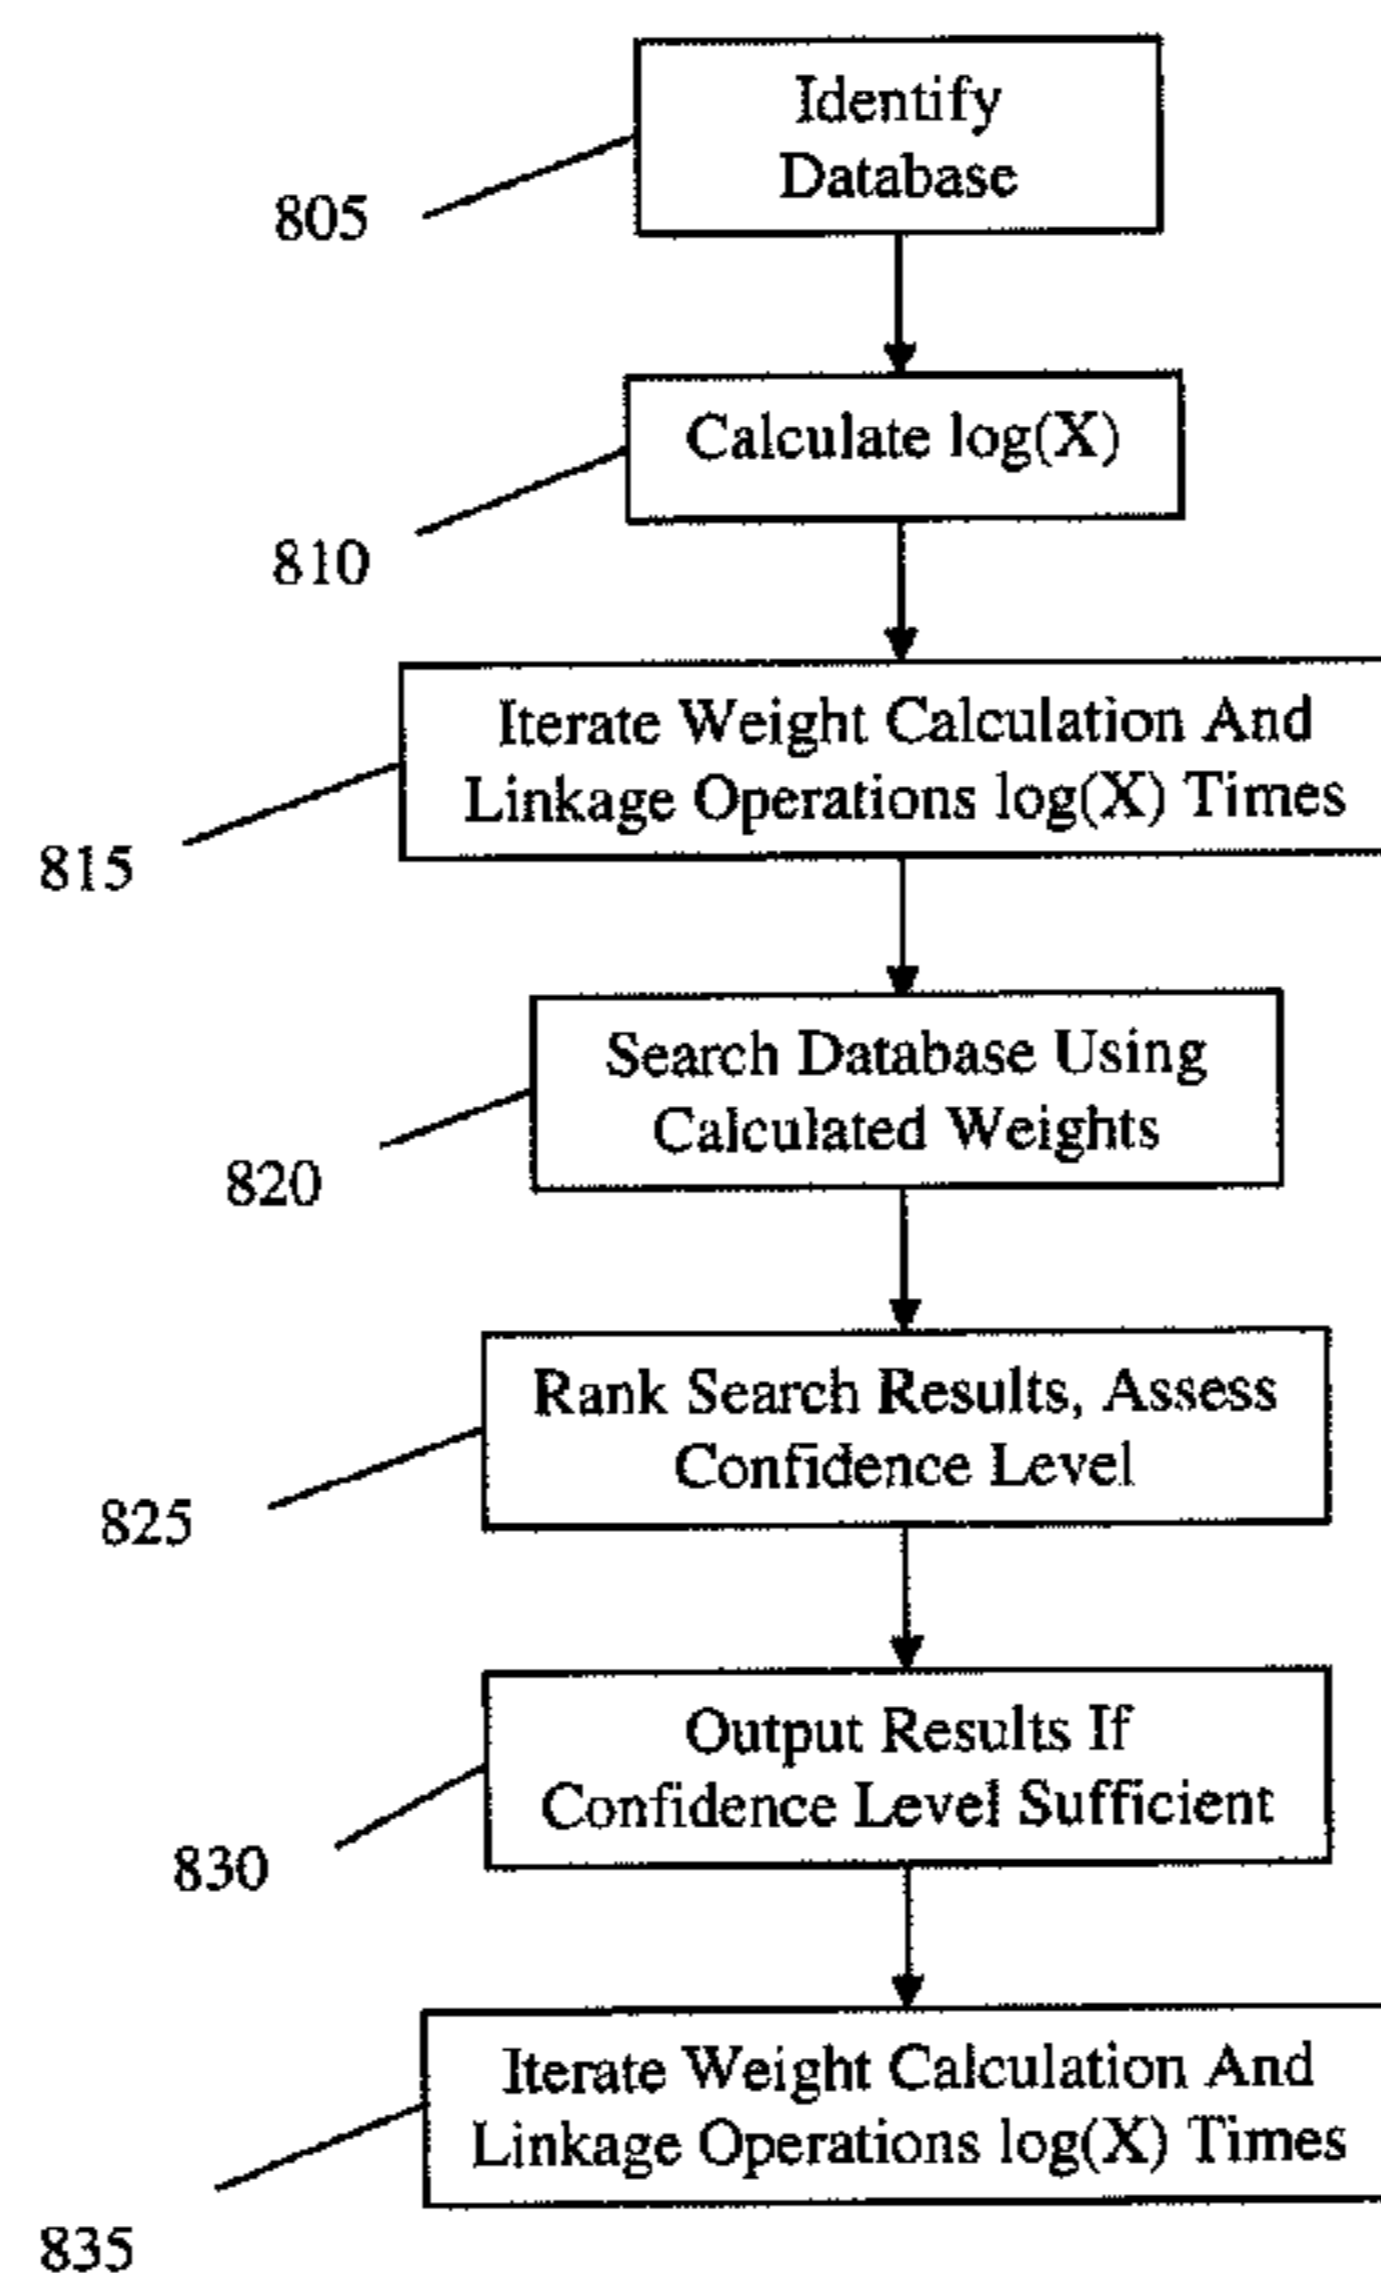 Identify
Database
805
Calculate log(X)
810
Iterate Weight Calculation And
Linkage Operations log(X) Times
815
Search Database Using
Calculated Weights
820
Rank Search Results, Assess
Confidence Level
825
Output Results If
Confidence Level Sufficient
830
Iterate Weight Calculation And
Linkage Operations log(X) Times
835